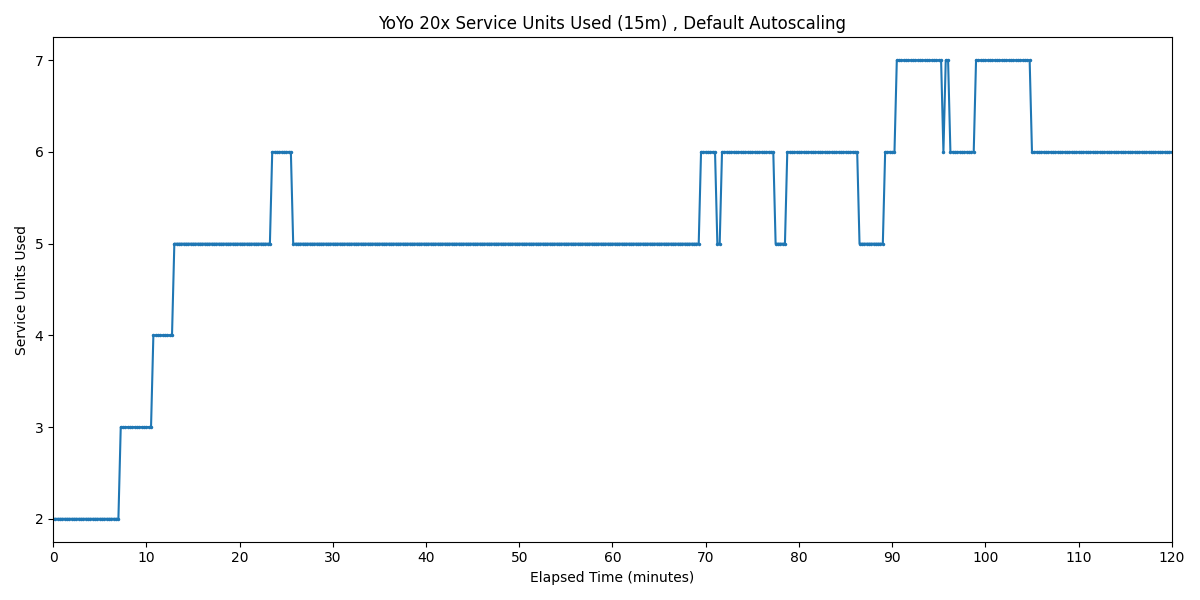 YoYo 20x Service Units Used (15m) , Default Autoscaling
Service Units Used
7
6
5
4
3
2
0 10 20 30 40 50 60 70 80 90 100 110 120
Elapsed Time (minutes)